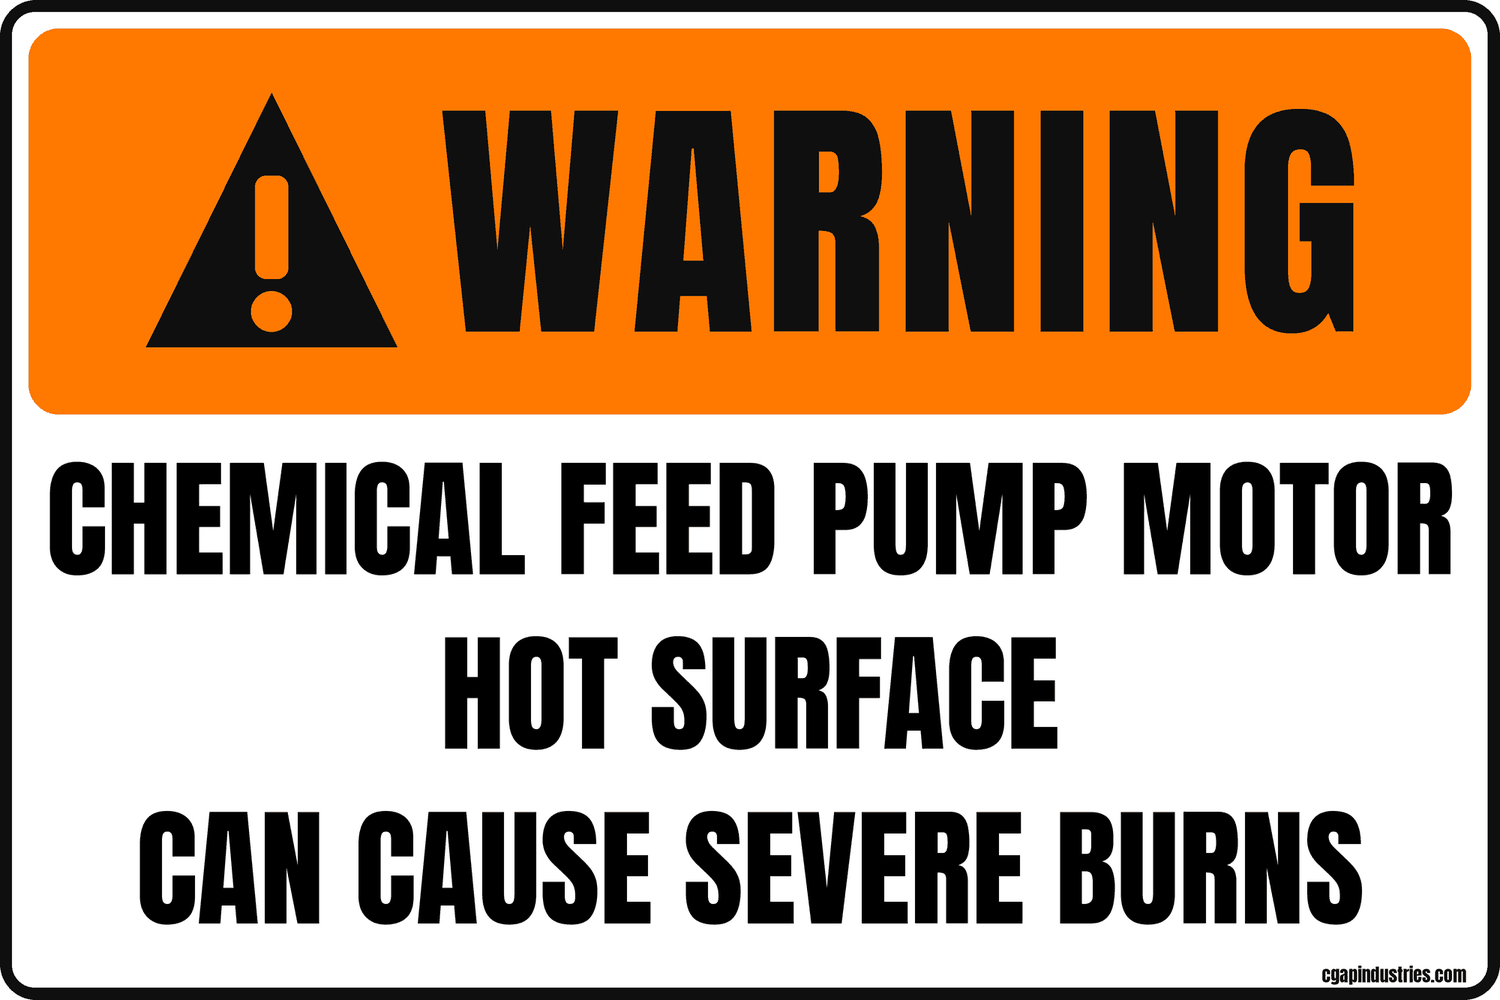 WARNING
CHEMICAL FEED PUMP MOTOR
HOT SURFACE
CAN CAUSE SEVERE BURNS
cgapindustries.com